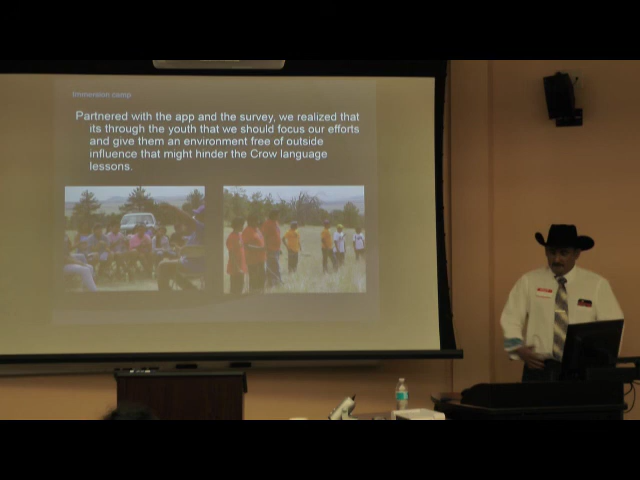 Immersion camp
Partnered with the app and the survey, we realized that
its through the youth that we should focus our efforts
and give them an environment free of outside
influence that might hinder the Crow language
lessons.